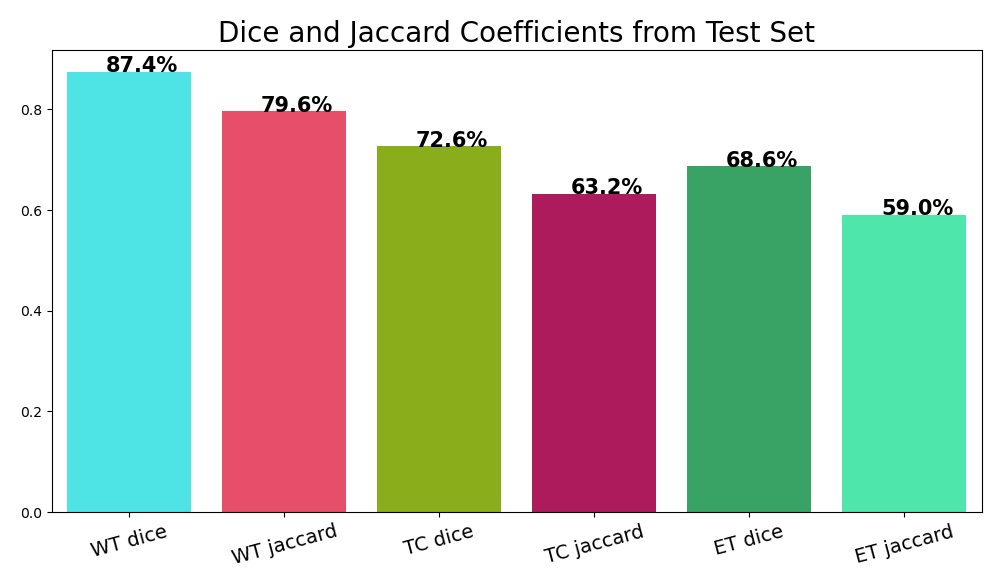 Dice and Jaccard Coefficients from Test Set
87.4%
79.6%
72.6%
63.2%
68.6%
59.0%
0.8
0.6
0.4
0.2
0.0
WT dice
WT jaccard
TC dice
TC jaccard
ET dice
ET jaccard